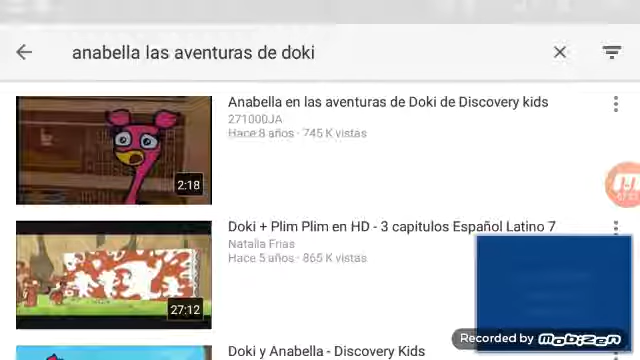 anabella las aventuras de doki
Anabella en las aventuras de Doki de Discovery kids
271000JA
Hace 8 años · 745 K vistas
2:18
Doki + Plim Plim en HD - 3 capitulos Español Latino 7
Natalia Frias
Hace 5 años · 865 K vistas
27:12
Recorded by Mobizen
Doki y Anabella - Discovery Kids